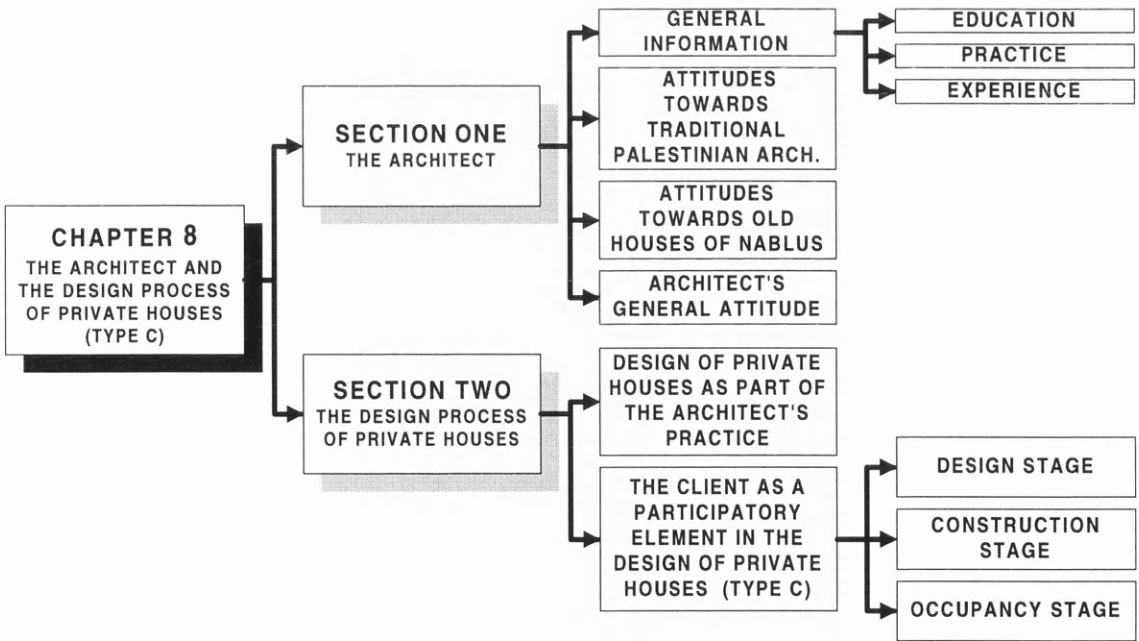 CHAPTER 8
THE ARCHITECT AND
THE DESIGN PROCESS
OF PRIVATE HOUSES
(TYPE C)
SECTION ONE
THE ARCHITECT
GENERAL
INFORMATION
EDUCATION
PRACTICE
EXPERIENCE
ATTITUDES
TOWARDS
TRADITIONAL
PALESTINIAN ARCH.
ATTITUDES
TOWARDS OLD
HOUSES OF NABLUS
ARCHITECT'S
GENERAL ATTITUDE
SECTION TWO
THE DESIGN PROCESS
OF PRIVATE HOUSES
DESIGN OF PRIVATE
HOUSES AS PART OF
THE ARCHITECT'S
PRACTICE
THE CLIENT AS A
PARTICIPATORY
ELEMENT IN THE
DESIGN OF PRIVATE
HOUSES (TYPE C)
DESIGN STAGE
CONSTRUCTION
STAGE
OCCUPANCY STAGE